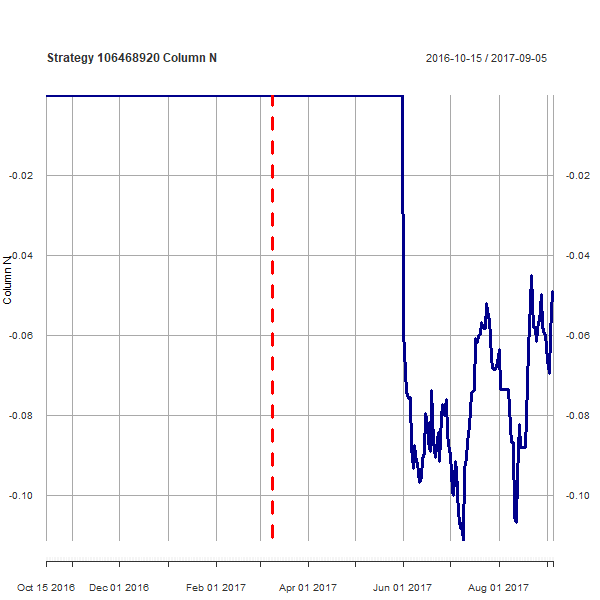 Strategy 106468920 Column N
2016-10-15 / 2017-09-05
-0.02 -0.02
-0.04 -0.04
Column N
-0.06 -0.06
-0.08 -0.08
-0.10 -0.10
Oct 15 2016 Dec 01 2016 Feb 01 2017 Apr 01 2017 Jun 01 2017 Aug 01 2017